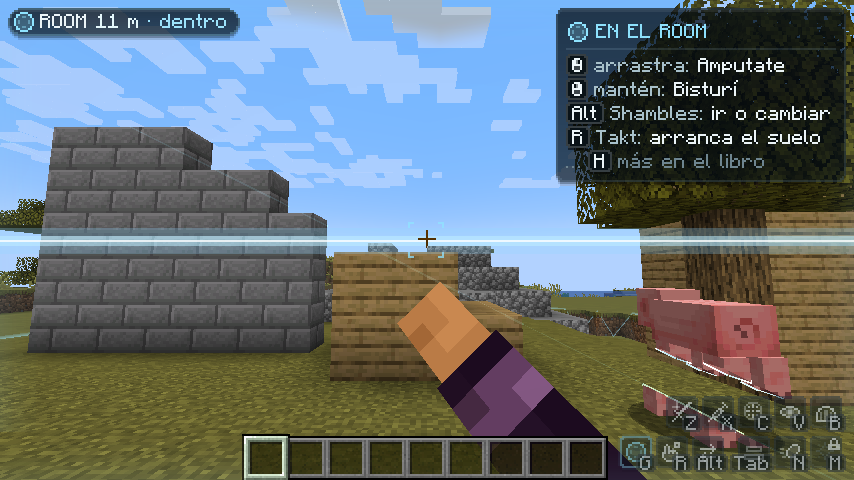 ROOM 11 m · dentro
EN EL ROOM
arrastra: Amputate
mantén: Bisturí
Alt Shambles: ir o cambiar
R Takt: arranca el suelo
... H más en el libro
Z X C V B
G R Alt Tab N M